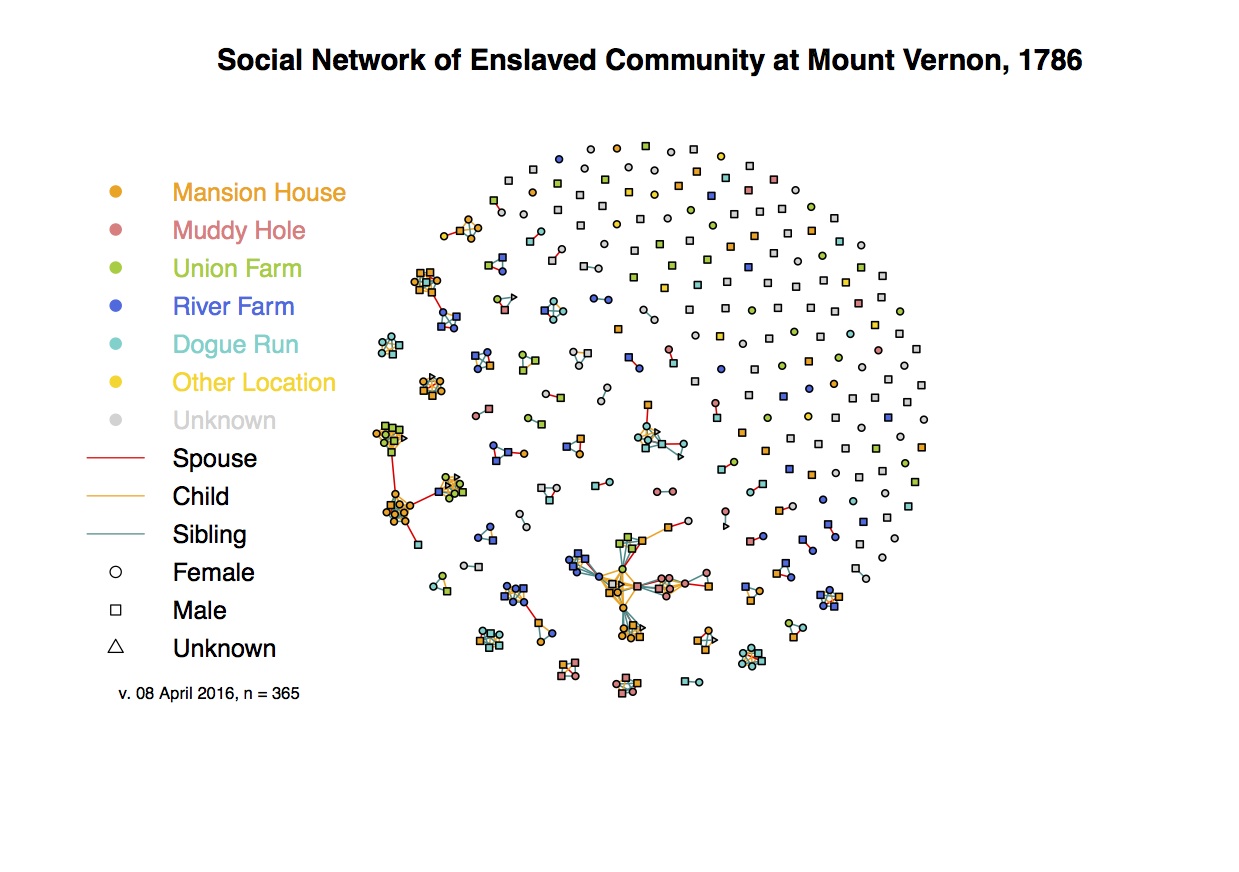 Social Network of Enslaved Community at Mount Vernon, 1786
Mansion House
Muddy Hole
Union Farm
River Farm
Dogue Run
Other Location
Unknown
Spouse
Child
Sibling
Female
Male
Unknown
v. 08 April 2016, n = 365